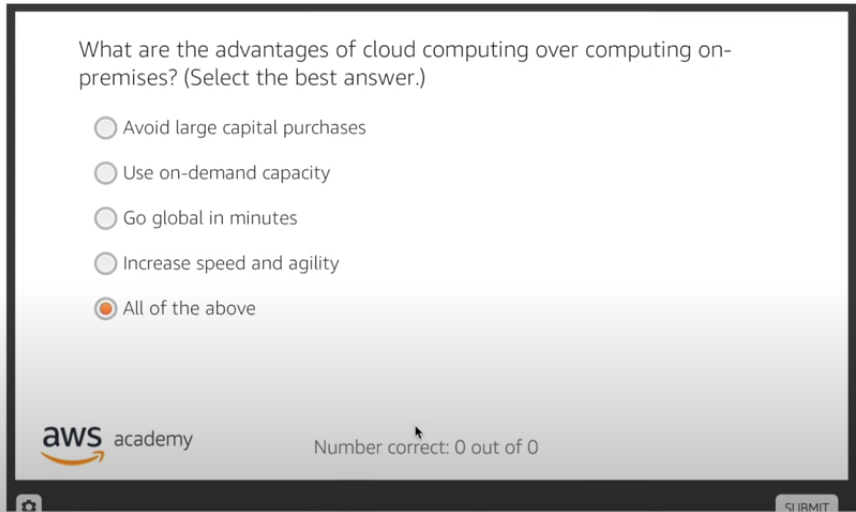 What are the advantages of cloud computing over computing on-
premises? (Select the best answer.)
Avoid large capital purchases
Use on-demand capacity
Go global in minutes
Increase speed and agility
All of the above
aws academy
Number correct: 0 out of 0
SUBMIT